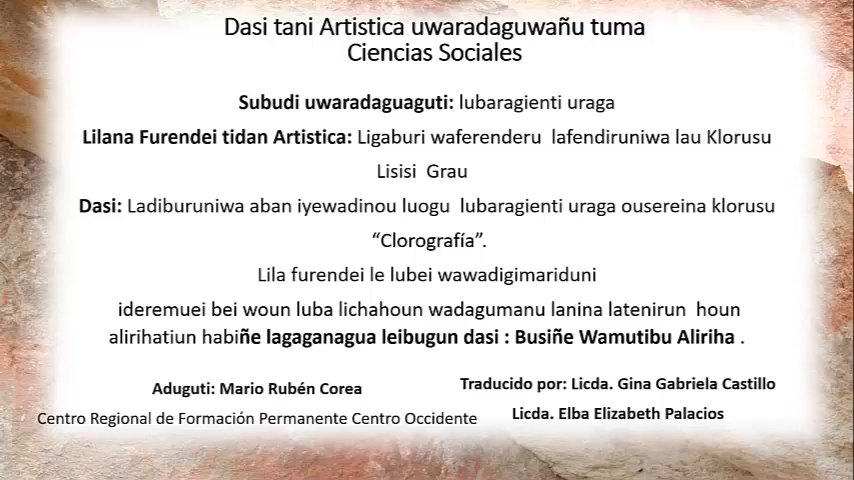 Dasi tani Artistica uwaradaguwañu tuma
Ciencias Sociales
Subudi uwaradaguaguti: lubaragienti uraga
Lilana Furendei tidan Artistica: Ligaburi waferenderu lafendiruniwa lau Klorusu
Lisisi Grau
Dasi: Ladiburuniwa aban iyewadinou luogu lubaragienti uraga ousereina klorusu
“Clorografía”.
Lila furendei le lubei wawadigimariduni
ideremuei bei woun luba lichahoun wadagumanu lanina latenirun houn
alirihatiun habiñe lagaganagua leibugun dasi : Busiñe Wamutibu Aliriha .
Aduguti: Mario Rubén Corea
Centro Regional de Formación Permanente Centro Occidente
Traducido por: Licda. Gina Gabriela Castillo
Licda. Elba Elizabeth Palacios